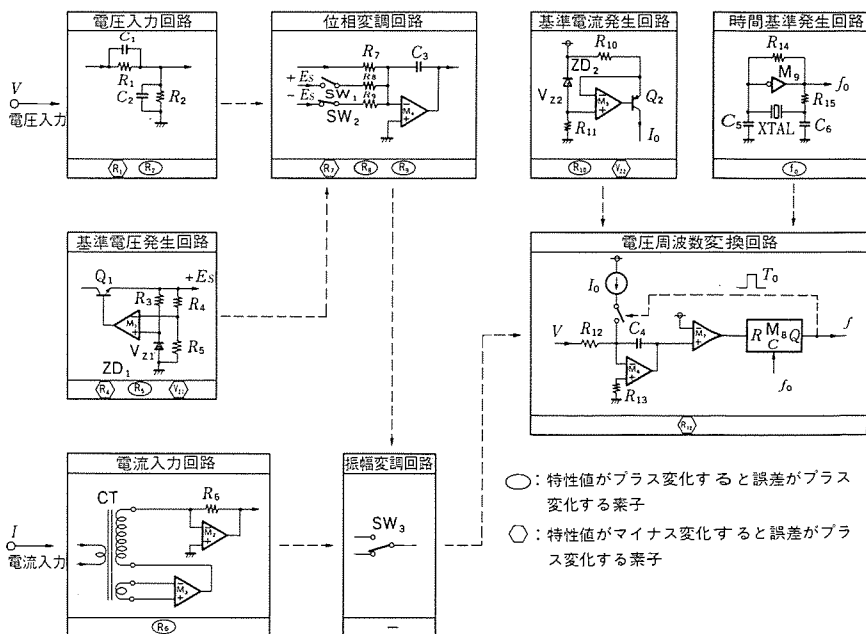 電圧入力回路
C1
R1
C2
R2
V
電圧入力
R1 R2
位相変調回路
R7
C3
+ES
R8
SW1
−ES
R9
SW2
M4
R7 R8 R9
基準電流発生回路
R10
ZD2
VZ2
M5
Q2
R11
I0
R10 VZ2
時間基準発生回路
R14
M9
f0
R15
C5
XTAL
C6
f0
基準電圧発生回路
Q1
+ES
R3
R4
M1
VZ1
R5
ZD1
R4 R5 VZ1
電圧周波数変換回路
I0
T0
V
R12
C4
M6
R13
M7
R M8 Q
C
f
f0
R12
電流入力回路
CT
R6
M2
M3
I
電流入力
R6
振幅変調回路
SW3
—
：特性値がプラス変化すると誤差がプラス
変化する素子
：特性値がマイナス変化すると誤差がプラ
ス変化する素子